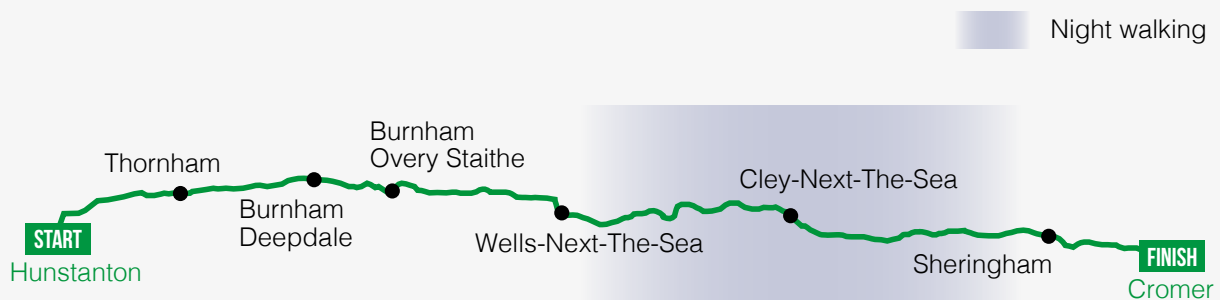 Night walking
Burnham
Overy Staithe
Thornham
Cley-Next-The-Sea
Burnham
Deepdale
START
Wells-Next-The-Sea
Hunstanton
Sheringham
FINISH
Cromer